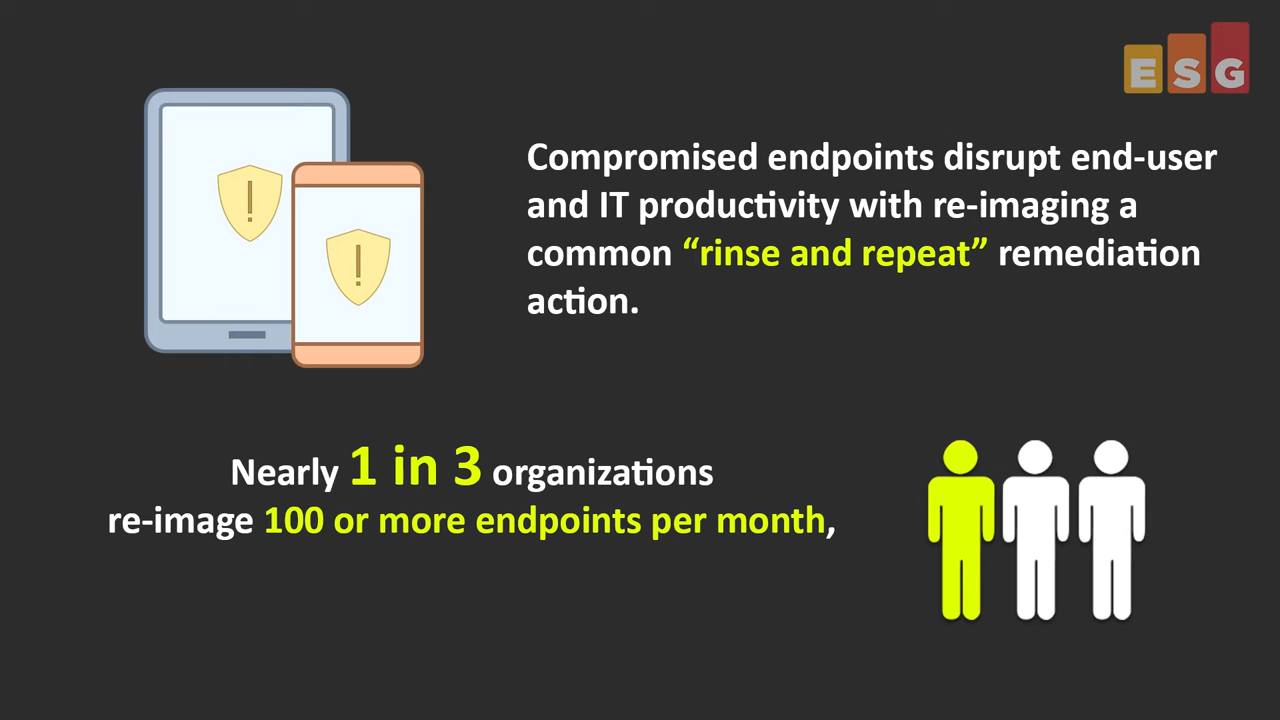 ESG
Compromised endpoints disrupt end-user
and IT productivity with re-imaging a
common “rinse and repeat” remediation
action.
Nearly 1 in 3 organizations
re-image 100 or more endpoints per month,